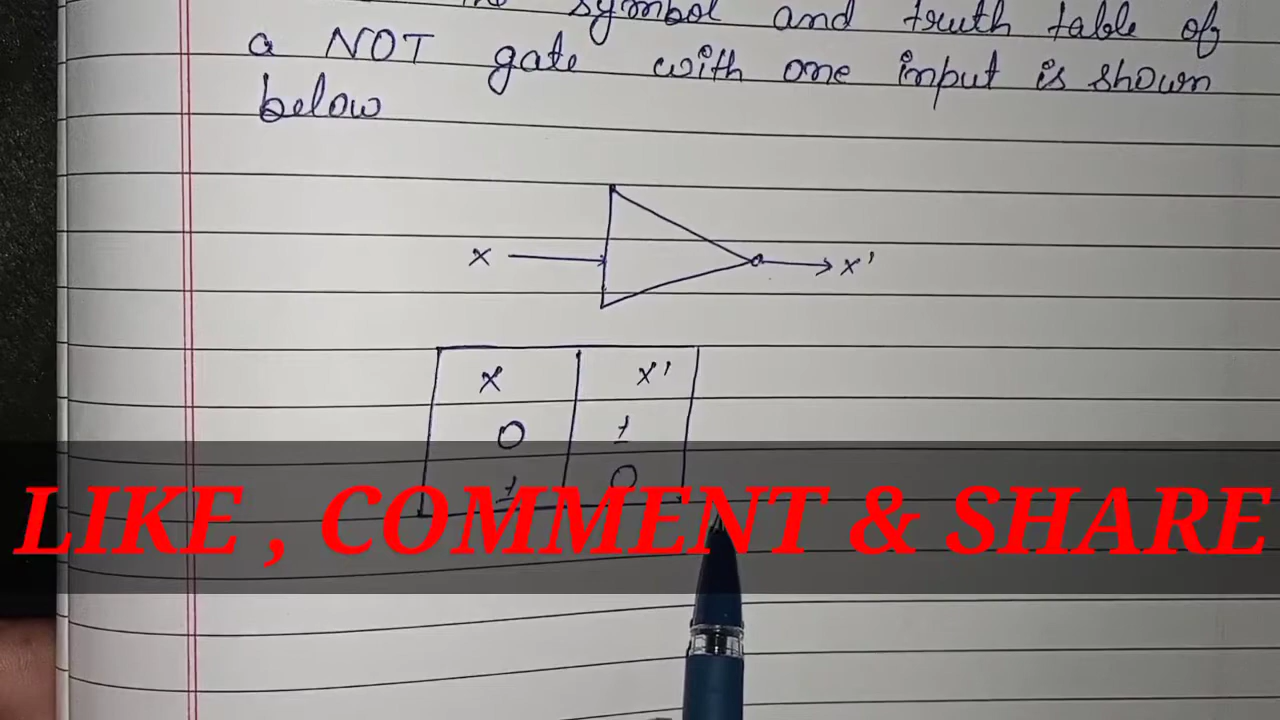 symbol and truth table of
a NOT gate with one input is shown
below
x x'
x x'
0 1
1 0
LIKE , COMMENT & SHARE